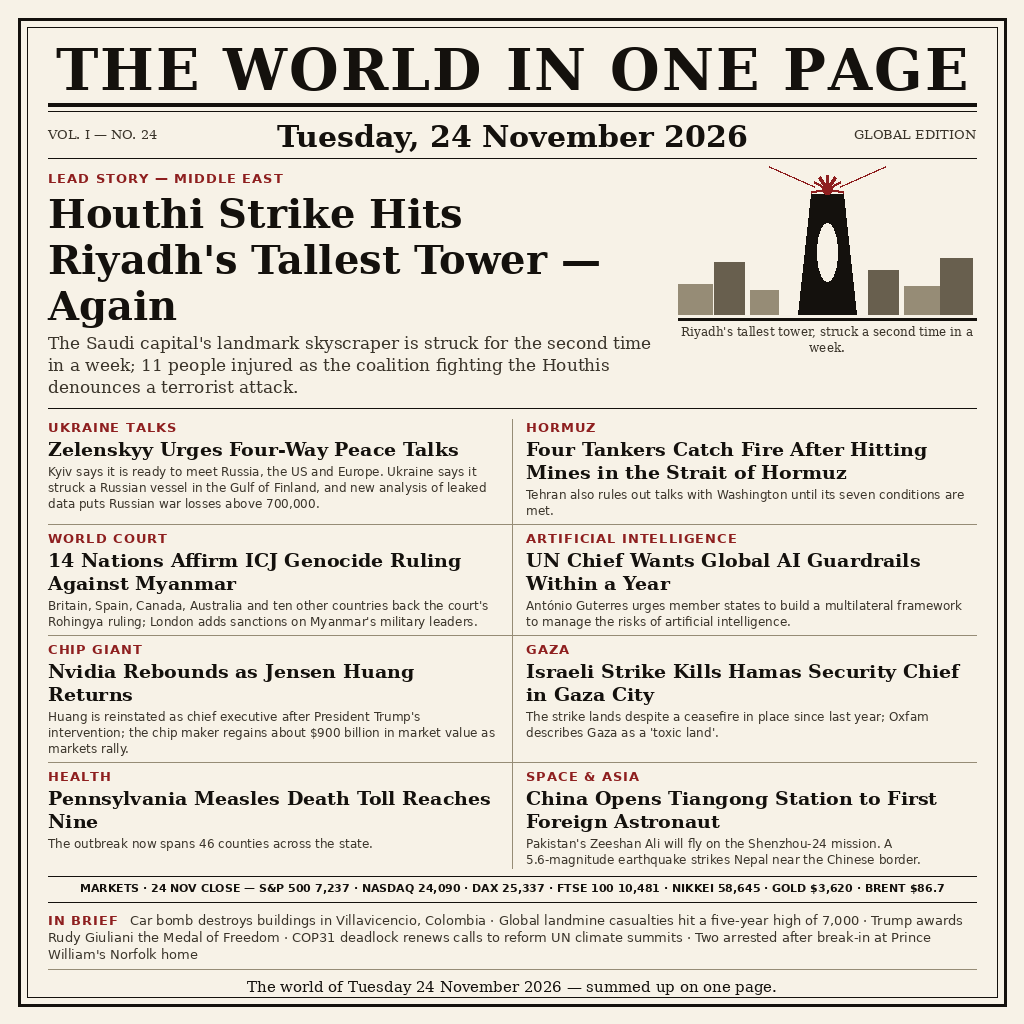 THE WORLD IN ONE PAGE
VOL. I — NO. 24
Tuesday, 24 November 2026
GLOBAL EDITION
LEAD STORY — MIDDLE EAST
Houthi Strike Hits
Riyadh's Tallest Tower —
Again
The Saudi capital's landmark skyscraper is struck for the second time
in a week; 11 people injured as the coalition fighting the Houthis
denounces a terrorist attack.
Riyadh's tallest tower, struck a second time in a
week.
UKRAINE TALKS
Zelenskyy Urges Four-Way Peace Talks
Kyiv says it is ready to meet Russia, the US and Europe. Ukraine says it
struck a Russian vessel in the Gulf of Finland, and new analysis of leaked
data puts Russian war losses above 700,000.
HORMUZ
Four Tankers Catch Fire After Hitting
Mines in the Strait of Hormuz
Tehran also rules out talks with Washington until its seven conditions are
met.
WORLD COURT
14 Nations Affirm ICJ Genocide Ruling
Against Myanmar
Britain, Spain, Canada, Australia and ten other countries back the court's
Rohingya ruling; London adds sanctions on Myanmar's military leaders.
ARTIFICIAL INTELLIGENCE
UN Chief Wants Global AI Guardrails
Within a Year
António Guterres urges member states to build a multilateral framework
to manage the risks of artificial intelligence.
CHIP GIANT
Nvidia Rebounds as Jensen Huang
Returns
Huang is reinstated as chief executive after President Trump's
intervention; the chip maker regains about $900 billion in market value as
markets rally.
GAZA
Israeli Strike Kills Hamas Security Chief
in Gaza City
The strike lands despite a ceasefire in place since last year; Oxfam
describes Gaza as a 'toxic land'.
HEALTH
Pennsylvania Measles Death Toll Reaches
Nine
The outbreak now spans 46 counties across the state.
SPACE & ASIA
China Opens Tiangong Station to First
Foreign Astronaut
Pakistan's Zeeshan Ali will fly on the Shenzhou-24 mission. A
5.6-magnitude earthquake strikes Nepal near the Chinese border.
MARKETS · 24 NOV CLOSE — S&P 500 7,237 · NASDAQ 24,090 · DAX 25,337 · FTSE 100 10,481 · NIKKEI 58,645 · GOLD $3,620 · BRENT $86.7
IN BRIEF Car bomb destroys buildings in Villavicencio, Colombia · Global landmine casualties hit a five-year high of 7,000 · Trump awards
Rudy Giuliani the Medal of Freedom · COP31 deadlock renews calls to reform UN climate summits · Two arrested after break-in at Prince
William's Norfolk home
The world of Tuesday 24 November 2026 — summed up on one page.